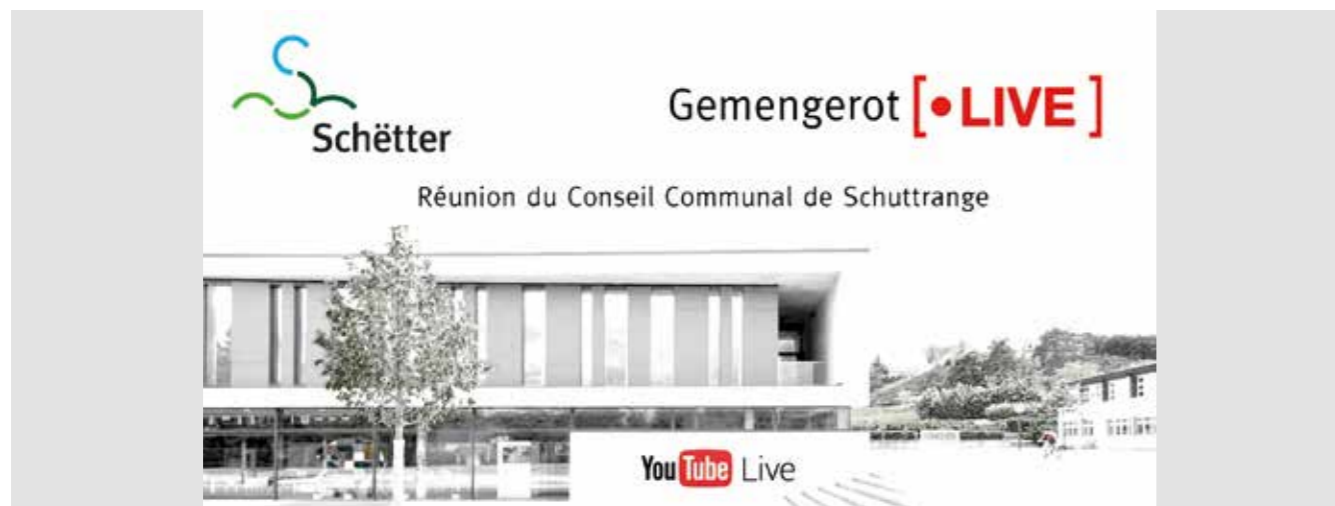 Schëtter
Gemengerot [• LIVE ]
Réunion du Conseil Communal de Schuttrange
YouTube Live